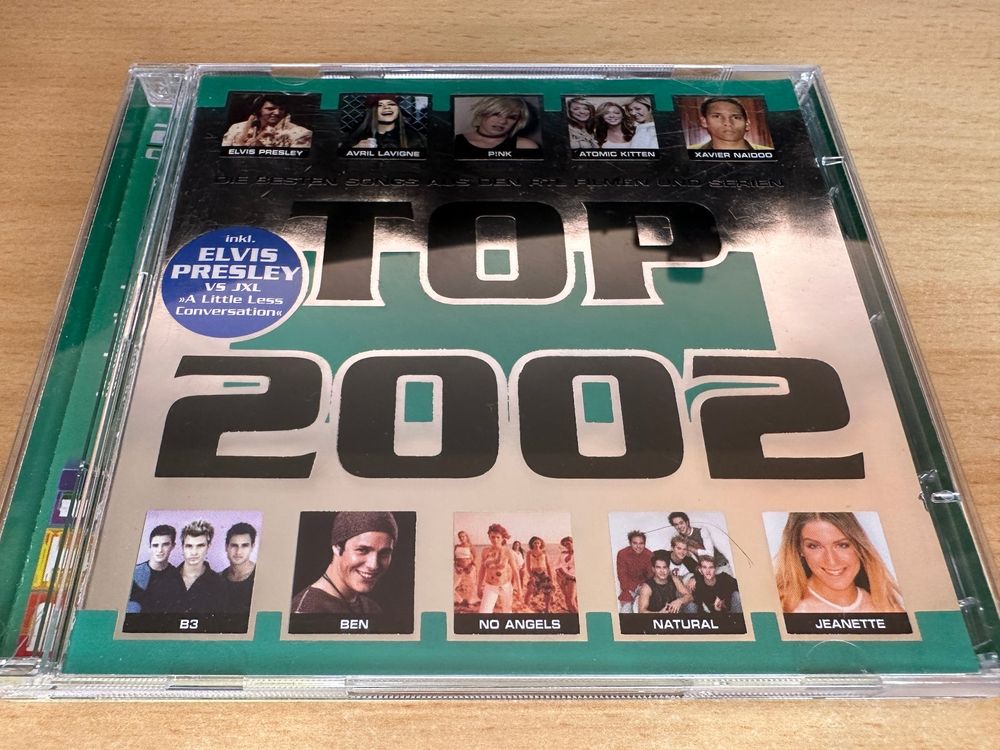 ELVIS PRESLEY
AVRIL LAVIGNE
P!NK
ATOMIC KITTEN
XAVIER NAIDOO
DIE BESTEN SONGS AUS DEN RTL FILMEN UND SERIEN
TOP
2002
inkl.
ELVIS
PRESLEY
VS JXL
»A Little Less
Conversation«
B3
BEN
NO ANGELS
NATURAL
JEANETTE